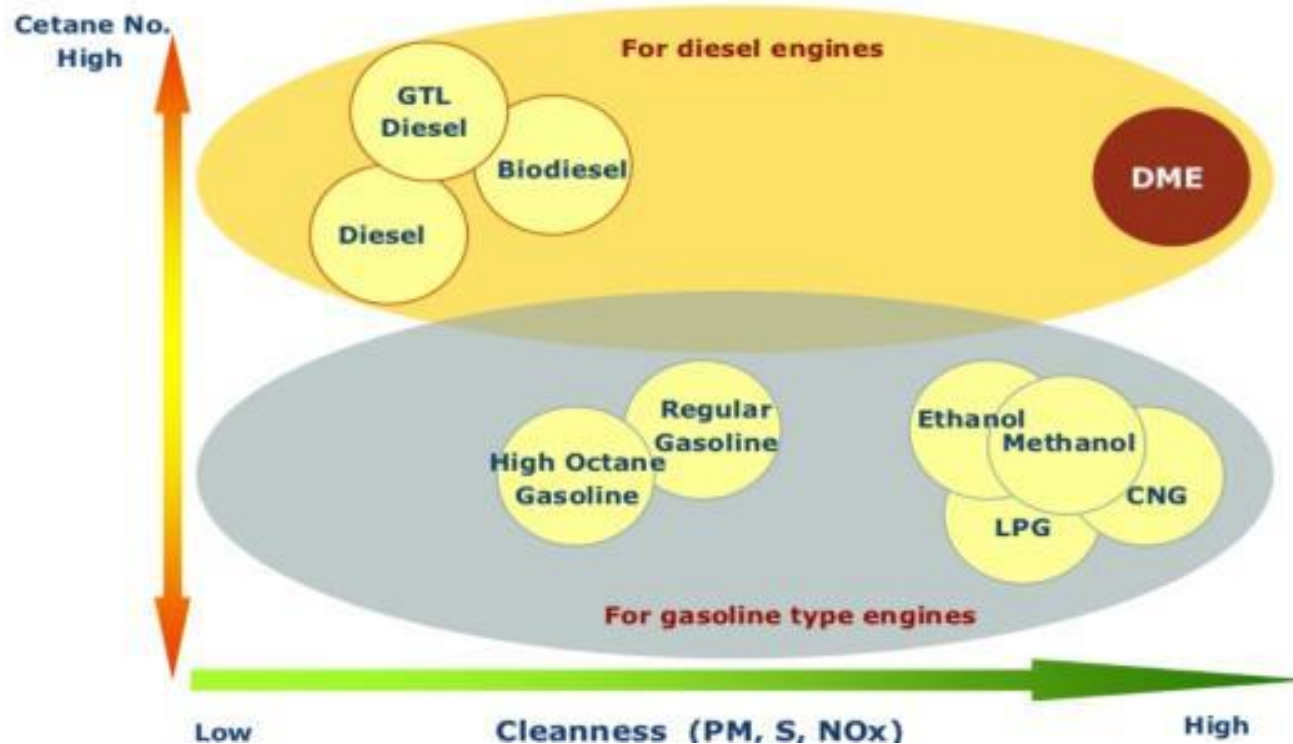 Cetane No.
High
For diesel engines
GTL
Diesel
Biodiesel
DME
Diesel
Regular
Gasoline
High Octane
Gasoline
Ethanol
Methanol
CNG
LPG
For gasoline type engines
Low
Cleanness (PM, S, NOx)
High